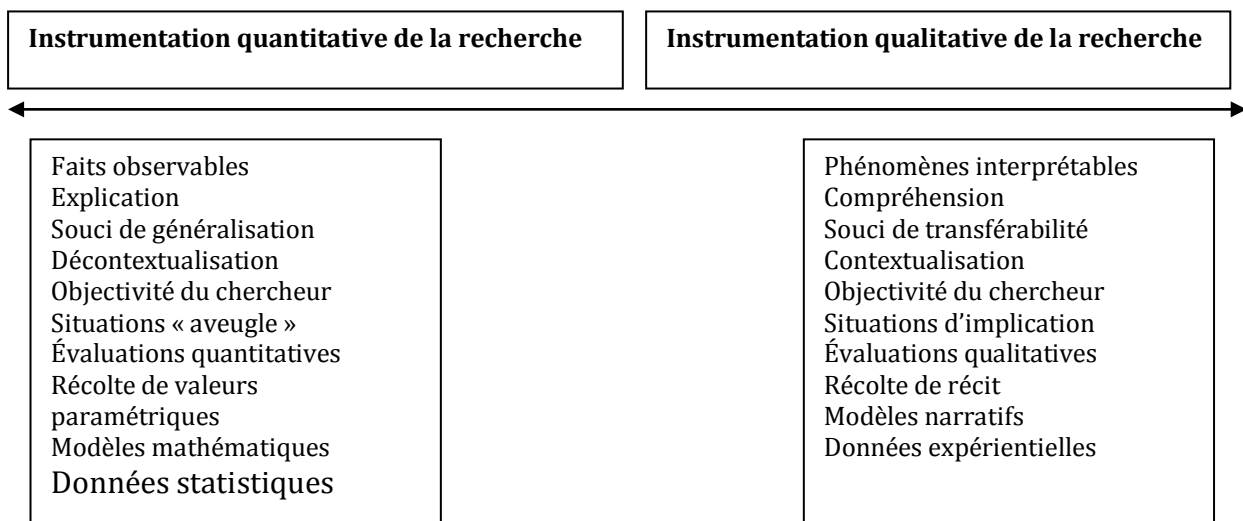 Instrumentation quantitative de la recherche
Instrumentation qualitative de la recherche
Faits observables
Explication
Souci de généralisation
Décontextualisation
Objectivité du chercheur
Situations « aveugle »
Évaluations quantitatives
Récolte de valeurs
paramétriques
Modèles mathématiques
Données statistiques
Phénomènes interprétables
Compréhension
Souci de transférabilité
Contextualisation
Objectivité du chercheur
Situations d’implication
Évaluations qualitatives
Récolte de récit
Modèles narratifs
Données expérientielles